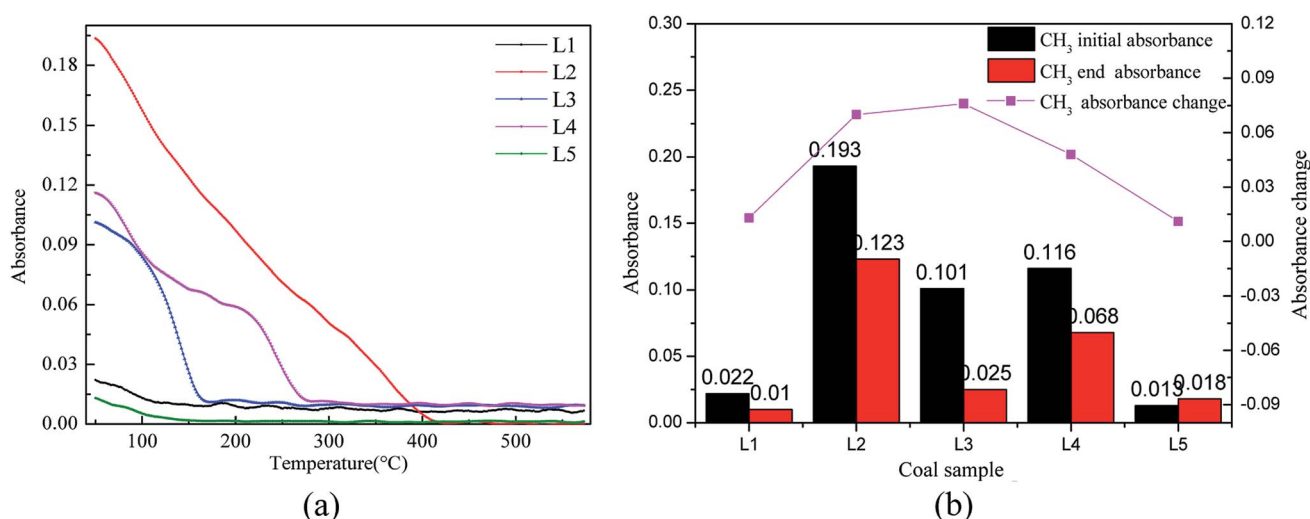 0.18
0.15
0.12
0.09
0.06
0.03
0.00
Absorbance
L1
L2
L3
L4
L5
100
200
300
400
500
Temperature(°C)
(a)
0.30
0.25
0.20
0.15
0.10
0.05
0.00
Absorbance
CH₃ initial absorbance
CH₃ end absorbance
CH₃ absorbance change
0.022
0.01
0.193
0.123
0.101
0.025
0.116
0.068
0.013
0.018
0.12
0.09
0.06
0.03
0.00
-0.03
-0.06
-0.09
Absorbance change
L1
L2
L3
L4
L5
Coal sample
(b)